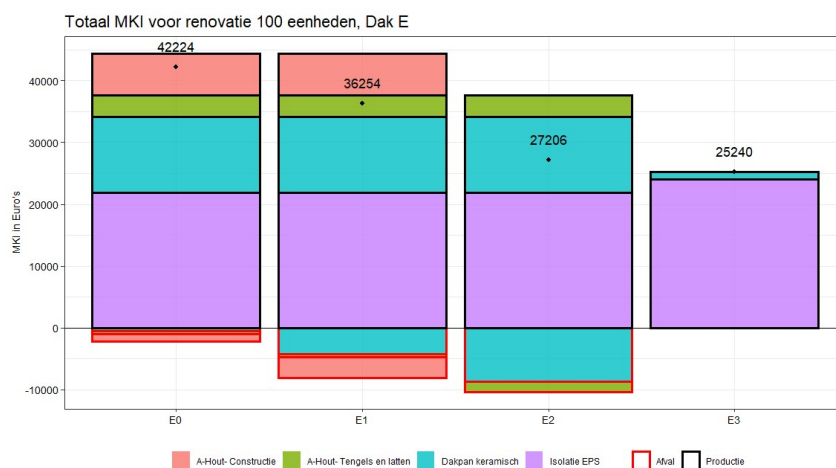 Totaal MKI voor renovatie 100 eenheden, Dak E
42224
36254
27206
25240
MKI in Euro's
40000
30000
20000
10000
0
-10000
E0 E1 E2 E3
A-Hout- Constructie A-Hout- Tengels en latten Dakpan keramisch Isolatie EPS Afval Productie